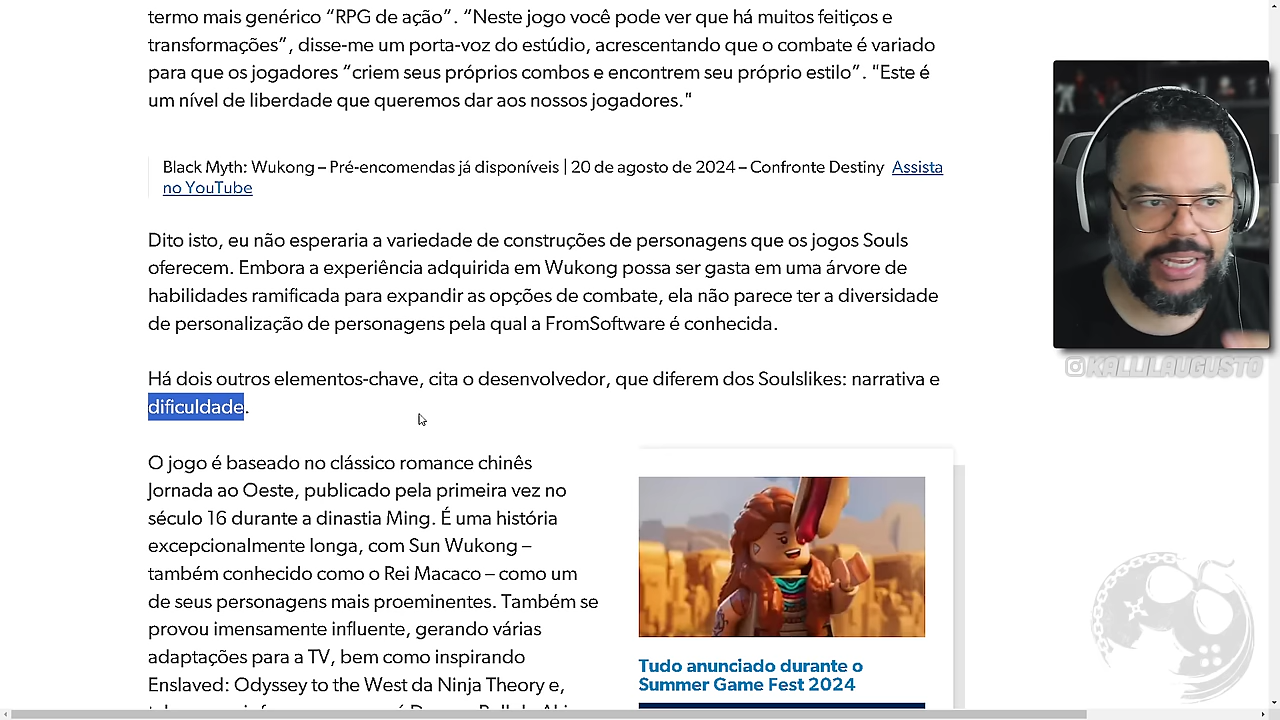 termo mais genérico “RPG de ação”. “Neste jogo você pode ver que há muitos feitiços e
transformações”, disse-me um porta-voz do estúdio, acrescentando que o combate é variado
para que os jogadores “criem seus próprios combos e encontrem seu próprio estilo”. "Este é
um nível de liberdade que queremos dar aos nossos jogadores."
Black Myth: Wukong – Pré-encomendas já disponíveis | 20 de agosto de 2024 – Confronte Destiny Assista
no YouTube
Dito isto, eu não esperaria a variedade de construções de personagens que os jogos Souls
oferecem. Embora a experiência adquirida em Wukong possa ser gasta em uma árvore de
habilidades ramificada para expandir as opções de combate, ela não parece ter a diversidade
de personalização de personagens pela qual a FromSoftware é conhecida.
Há dois outros elementos-chave, cita o desenvolvedor, que diferem dos Soulslikes: narrativa e
dificuldade.
O jogo é baseado no clássico romance chinês
Jornada ao Oeste, publicado pela primeira vez no
século 16 durante a dinastia Ming. É uma história
excepcionalmente longa, com Sun Wukong –
também conhecido como o Rei Macaco – como um
de seus personagens mais proeminentes. Também se
provou imensamente influente, gerando várias
adaptações para a TV, bem como inspirando
Enslaved: Odyssey to the West da Ninja Theory e,
Tudo anunciado durante o
Summer Game Fest 2024
KALLILAUGUSTO